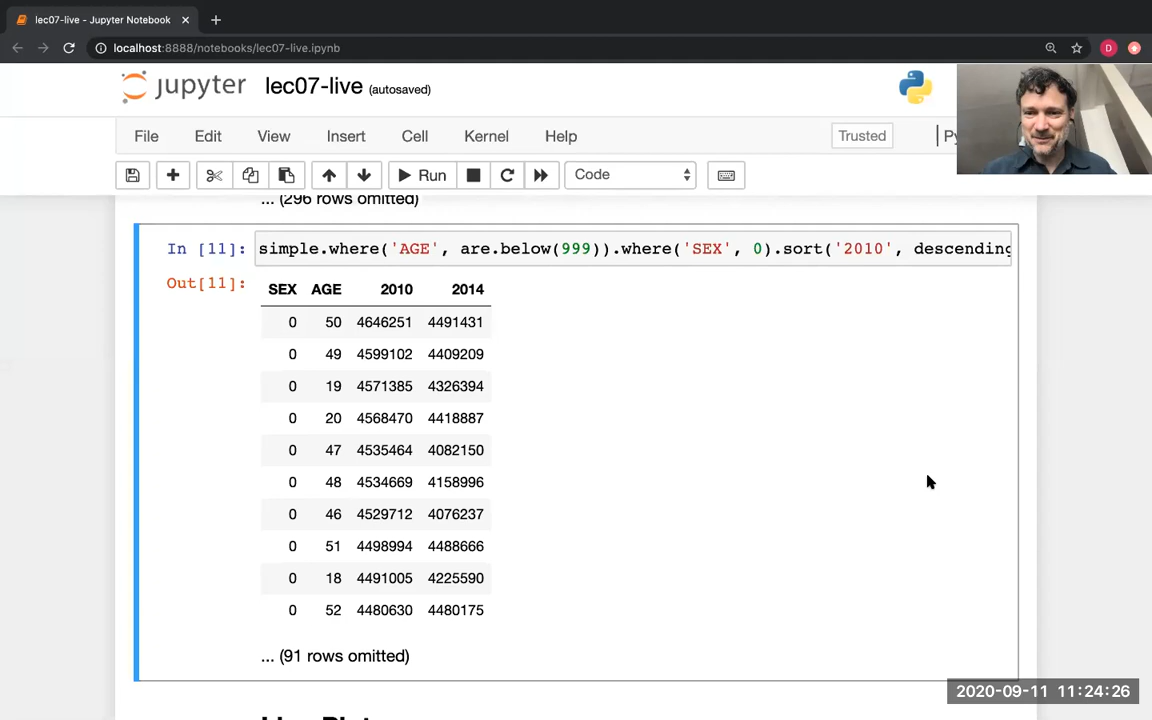 lec07-live - Jupyter Notebook
localhost:8888/notebooks/lec07-live.ipynb
D
jupyter lec07-live (autosaved)
File Edit View Insert Cell Kernel Help Trusted
Run Code
... (296 rows omitted)
In [11]: simple.where('AGE', are.below(999)).where('SEX', 0).sort('2010', descending
Out[11]:
SEX AGE 2010 2014
0 50 4646251 4491431
0 49 4599102 4409209
0 19 4571385 4326394
0 20 4568470 4418887
0 47 4535464 4082150
0 48 4534669 4158996
0 46 4529712 4076237
0 51 4498994 4488666
0 18 4491005 4225590
0 52 4480630 4480175
... (91 rows omitted)
2020-09-11 11:24:26